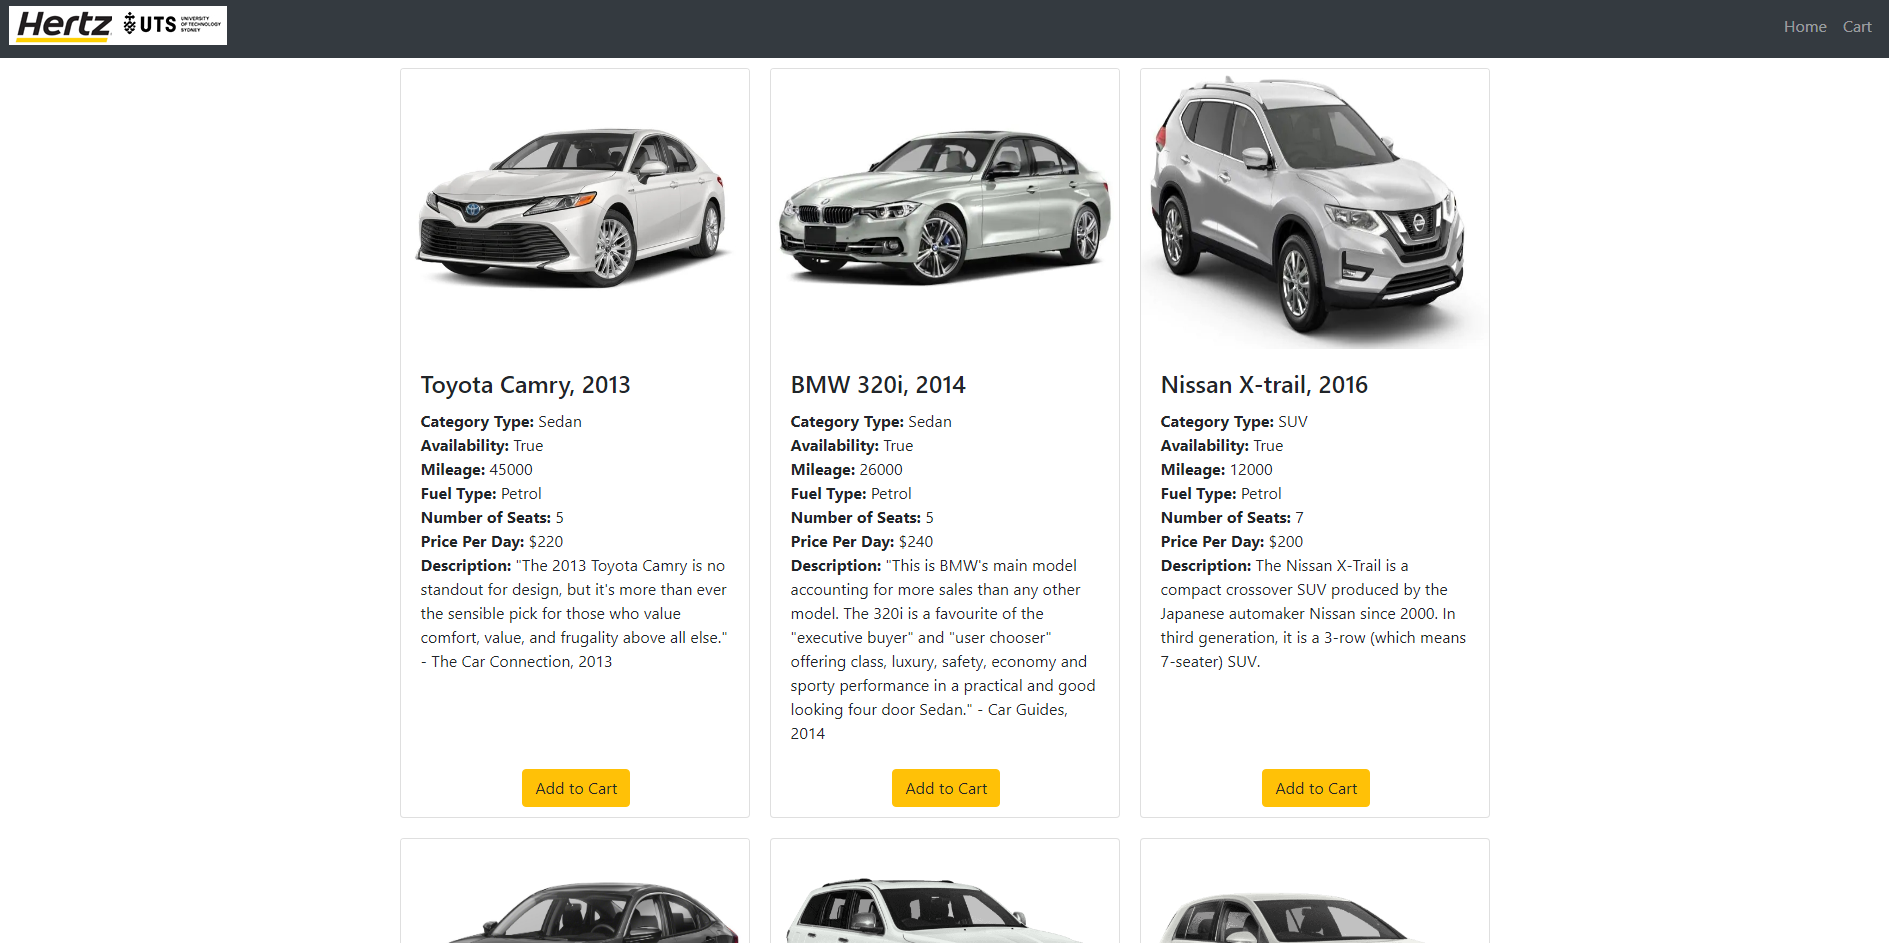 Hertz UTS UNIVERSITY OF TECHNOLOGY SYDNEY
Home Cart
Toyota Camry, 2013
Category Type: Sedan
Availability: True
Mileage: 45000
Fuel Type: Petrol
Number of Seats: 5
Price Per Day: $220
Description: "The 2013 Toyota Camry is no
standout for design, but it's more than ever
the sensible pick for those who value
comfort, value, and frugality above all else."
- The Car Connection, 2013
Add to Cart
BMW 320i, 2014
Category Type: Sedan
Availability: True
Mileage: 26000
Fuel Type: Petrol
Number of Seats: 5
Price Per Day: $240
Description: "This is BMW's main model
accounting for more sales than any other
model. The 320i is a favourite of the
"executive buyer" and "user chooser"
offering class, luxury, safety, economy and
sporty performance in a practical and good
looking four door Sedan." - Car Guides,
2014
Add to Cart
Nissan X-trail, 2016
Category Type: SUV
Availability: True
Mileage: 12000
Fuel Type: Petrol
Number of Seats: 7
Price Per Day: $200
Description: The Nissan X-Trail is a
compact crossover SUV produced by the
Japanese automaker Nissan since 2000. In
third generation, it is a 3-row (which means
7-seater) SUV.
Add to Cart